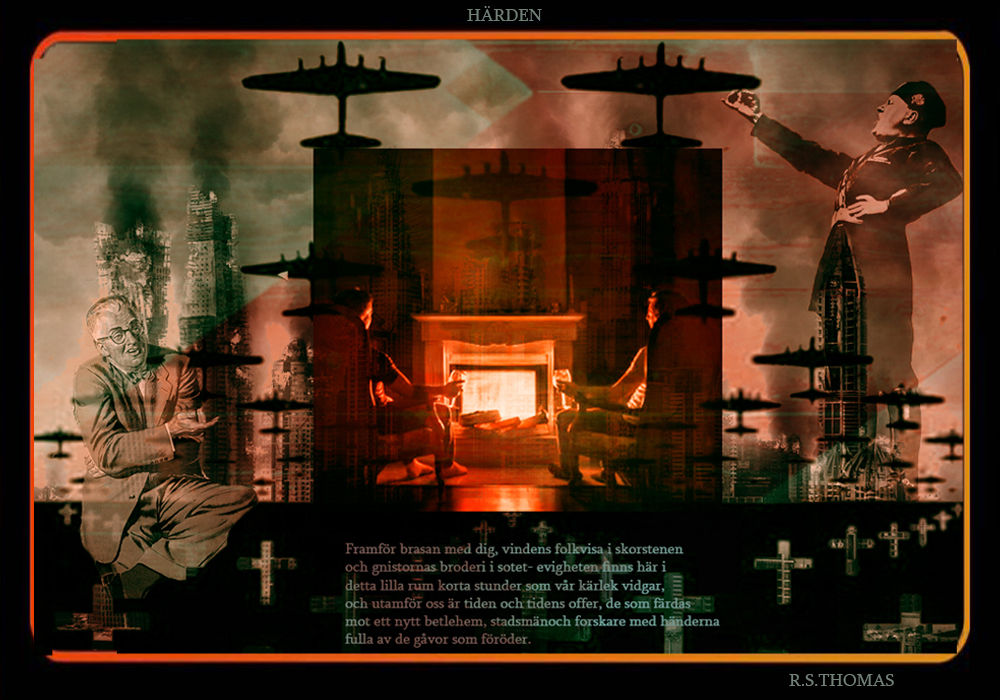 HÄRDEN
Framför brasan med dig, vindens folkvisa i skorstenen
och gnistornas broderi i sotet- evigheten finns här i
detta lilla rum korta stunder som vår kärlek vidgar,
och utamför oss är tiden och tidens offer, de som färdas
mot ett nytt betlehem, stadsmänoch forskare med händerna
fulla av de gåvor som föröder.
R.S.THOMAS